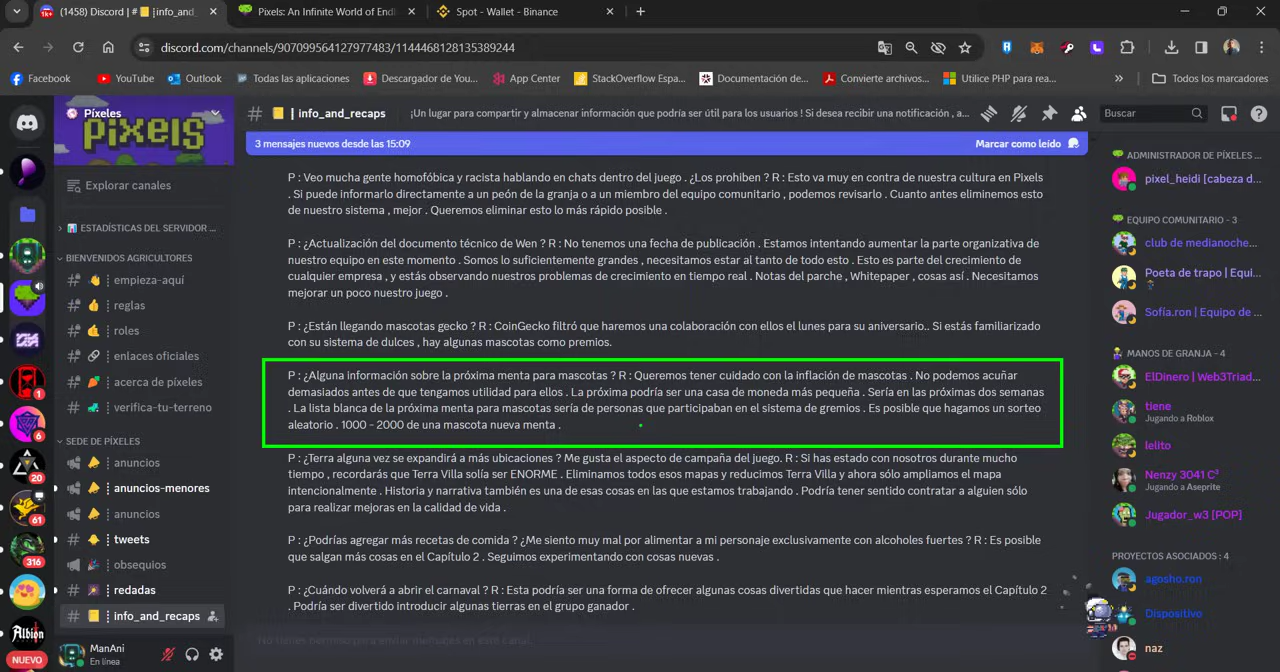 (1458) Discord | # 📒 | info_and
Pixels: An Infinite World of End
Spot - Wallet - Binance
discord.com/channels/907099564127977483/1144468128135389244
Facebook
YouTube
Outlook
Todas las aplicaciones
Descargador de You...
App Center
StackOverflow Espa...
Documentación de...
Convierte archivos...
Utilice PHP para rea...
»
Todos los marcadores
Píxeles
pixels
Explorar canales
ESTADÍSTICAS DEL SERVIDOR ...
BIENVENIDOS AGRICULTORES
empieza-aquí
reglas
roles
enlaces oficiales
acerca de píxeles
verifica-tu-terreno
SEDE DE PÍXELES
anuncios
anuncios-menores
anuncios
tweets
obsequios
redadas
info_and_recaps
ManAni
En línea
1
6
20
61
316
Albion
NUEVO
| info_and_recaps
¡Un lugar para compartir y almacenar información que podría ser útil para los usuarios ! Si desea recibir una notificación , a...
Buscar
3 mensajes nuevos desde las 15:09
Marcar como leído
P : Veo mucha gente homofóbica y racista hablando en chats dentro del juego . ¿Los prohiben ? R : Esto va muy en contra de nuestra cultura en Pixels
. Si puede informarlo directamente a un peón de la granja o a un miembro del equipo comunitario , podemos revisarlo . Cuanto antes eliminemos esto
de nuestro sistema , mejor . Queremos eliminar esto lo más rápido posible .
P : ¿Actualización del documento técnico de Wen ? R : No tenemos una fecha de publicación . Estamos intentando aumentar la parte organizativa de
nuestro equipo en este momento . Somos lo suficientemente grandes , necesitamos estar al tanto de todo esto . Esto es parte del crecimiento de
cualquier empresa , y estás observando nuestros problemas de crecimiento en tiempo real . Notas del parche , Whitepaper , cosas así . Necesitamos
mejorar un poco nuestro juego .
P : ¿Están llegando mascotas gecko ? R : CoinGecko filtró que haremos una colaboración con ellos el lunes para su aniversario.. Si estás familiarizado
con su sistema de dulces , hay algunas mascotas como premios.
P : ¿Alguna información sobre la próxima menta para mascotas ? R : Queremos tener cuidado con la inflación de mascotas . No podemos acuñar
demasiados antes de que tengamos utilidad para ellos . La próxima podría ser una casa de moneda más pequeña . Sería en las próximas dos semanas
. La lista blanca de la próxima menta para mascotas sería de personas que participaban en el sistema de gremios . Es posible que hagamos un sorteo
aleatorio . 1000 - 2000 de una mascota nueva menta .
P : ¿Terra alguna vez se expandirá a más ubicaciones ? Me gusta el aspecto de campaña del juego. R : Si has estado con nosotros durante mucho
tiempo , recordarás que Terra Villa solía ser ENORME . Eliminamos todos esos mapas y reducimos Terra Villa y ahora sólo ampliamos el mapa
intencionalmente . Historia y narrativa también es una de esas cosas en las que estamos trabajando . Podría tener sentido contratar a alguien sólo
para realizar mejoras en la calidad de vida .
P : ¿Podrías agregar más recetas de comida ? ¿Me siento muy mal por alimentar a mi personaje exclusivamente con alcoholes fuertes ? R : Es posible
que salgan más cosas en el Capítulo 2 . Seguimos experimentando con cosas nuevas .
P : ¿Cuándo volverá a abrir el carnaval ? R : Esta podría ser una forma de ofrecer algunas cosas divertidas que hacer mientras esperamos el Capítulo 2
. Podría ser divertido introducir algunas tierras en el grupo ganador .
No tienes permiso para enviar mensajes en este canal.
ADMINISTRADOR DE PÍXELES ...
pixel_heidi [cabeza d...
EQUIPO COMUNITARIO - 3
club de medianoche...
Poeta de trapo | Equi...
Sofía.ron | Equipo de ...
MANOS DE GRANJA - 4
ElDinero | Web3Triad...
tiene
Jugando a Roblox
lelito
Nenzy 3041 C³
Jugando a Aseprite
Jugador_w3 [POP]
PROYECTOS ASOCIADOS : 4
agosho.ron
Dispositivo
naz